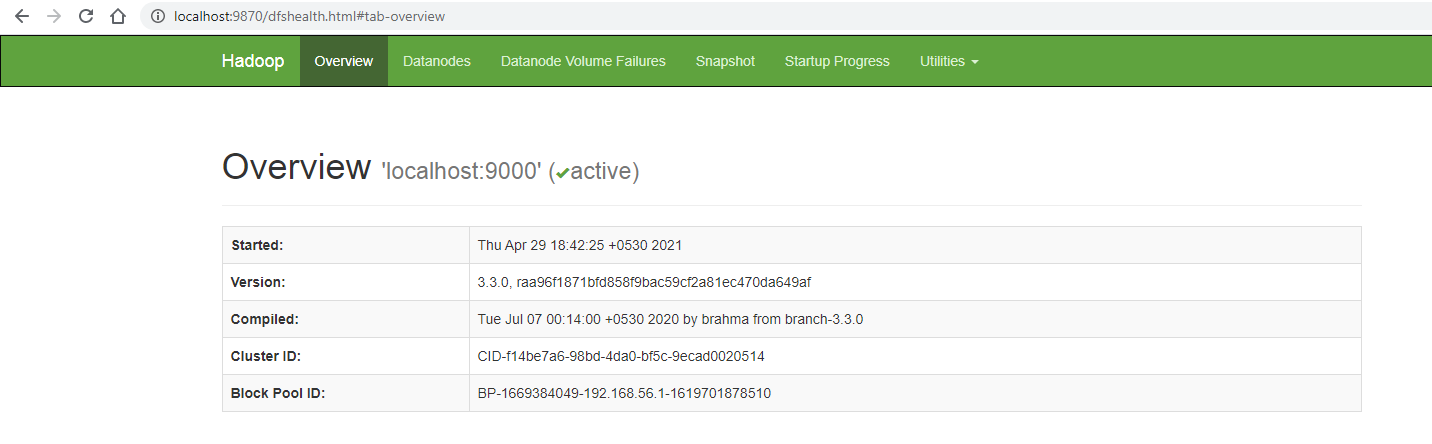 localhost:9870/dfshealth.html#tab-overview
Hadoop Overview Datanodes Datanode Volume Failures Snapshot Startup Progress Utilities
Overview 'localhost:9000' (✔active)
Started: Thu Apr 29 18:42:25 +0530 2021
Version: 3.3.0, raa96f1871bfd858f9bac59cf2a81ec470da649af
Compiled: Tue Jul 07 00:14:00 +0530 2020 by brahma from branch-3.3.0
Cluster ID: CID-f14be7a6-98bd-4da0-bf5c-9ecad0020514
Block Pool ID: BP-1669384049-192.168.56.1-1619701878510